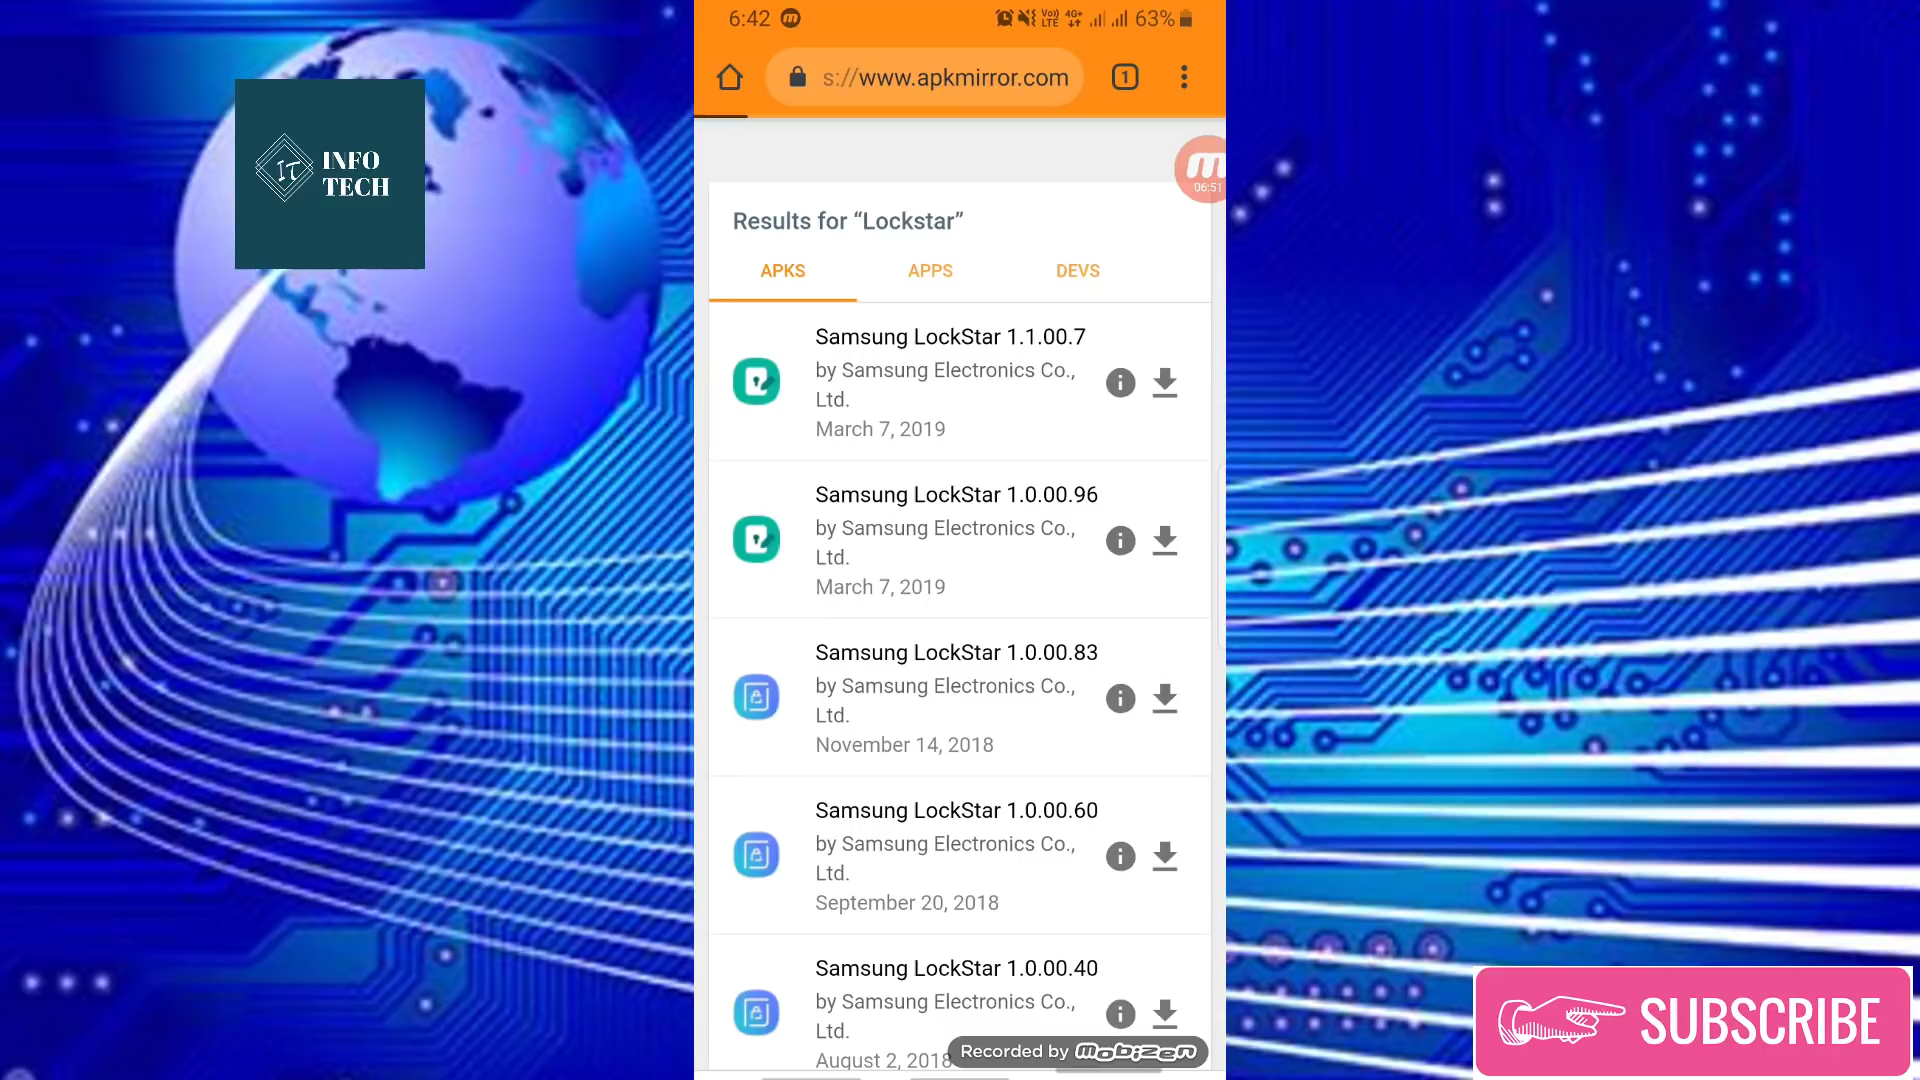 6:42
Vo)) LTE 4G+ 63%
s://www.apkmirror.com
1
IT INFO
TECH
06:51
Results for “Lockstar”
APKS APPS DEVS
Samsung LockStar 1.1.00.7
by Samsung Electronics Co.,
Ltd.
March 7, 2019
Samsung LockStar 1.0.00.96
by Samsung Electronics Co.,
Ltd.
March 7, 2019
Samsung LockStar 1.0.00.83
by Samsung Electronics Co.,
Ltd.
November 14, 2018
Samsung LockStar 1.0.00.60
by Samsung Electronics Co.,
Ltd.
September 20, 2018
Samsung LockStar 1.0.00.40
by Samsung Electronics Co.,
Ltd.
August 2, 2018
Recorded by mobizen
SUBSCRIBE